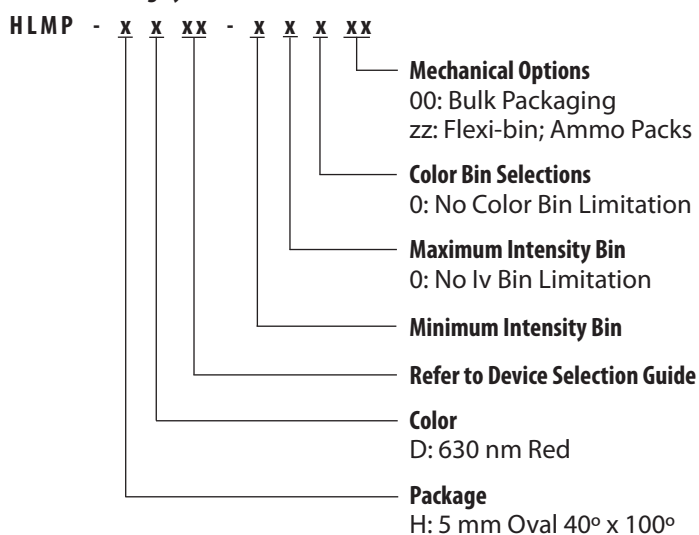 HLMP - x x xx - x x x xx
Mechanical Options
00: Bulk Packaging
zz: Flexi-bin; Ammo Packs
Color Bin Selections
0: No Color Bin Limitation
Maximum Intensity Bin
0: No Iv Bin Limitation
Minimum Intensity Bin
Refer to Device Selection Guide
Color
D: 630 nm Red
Package
H: 5 mm Oval 40º x 100º